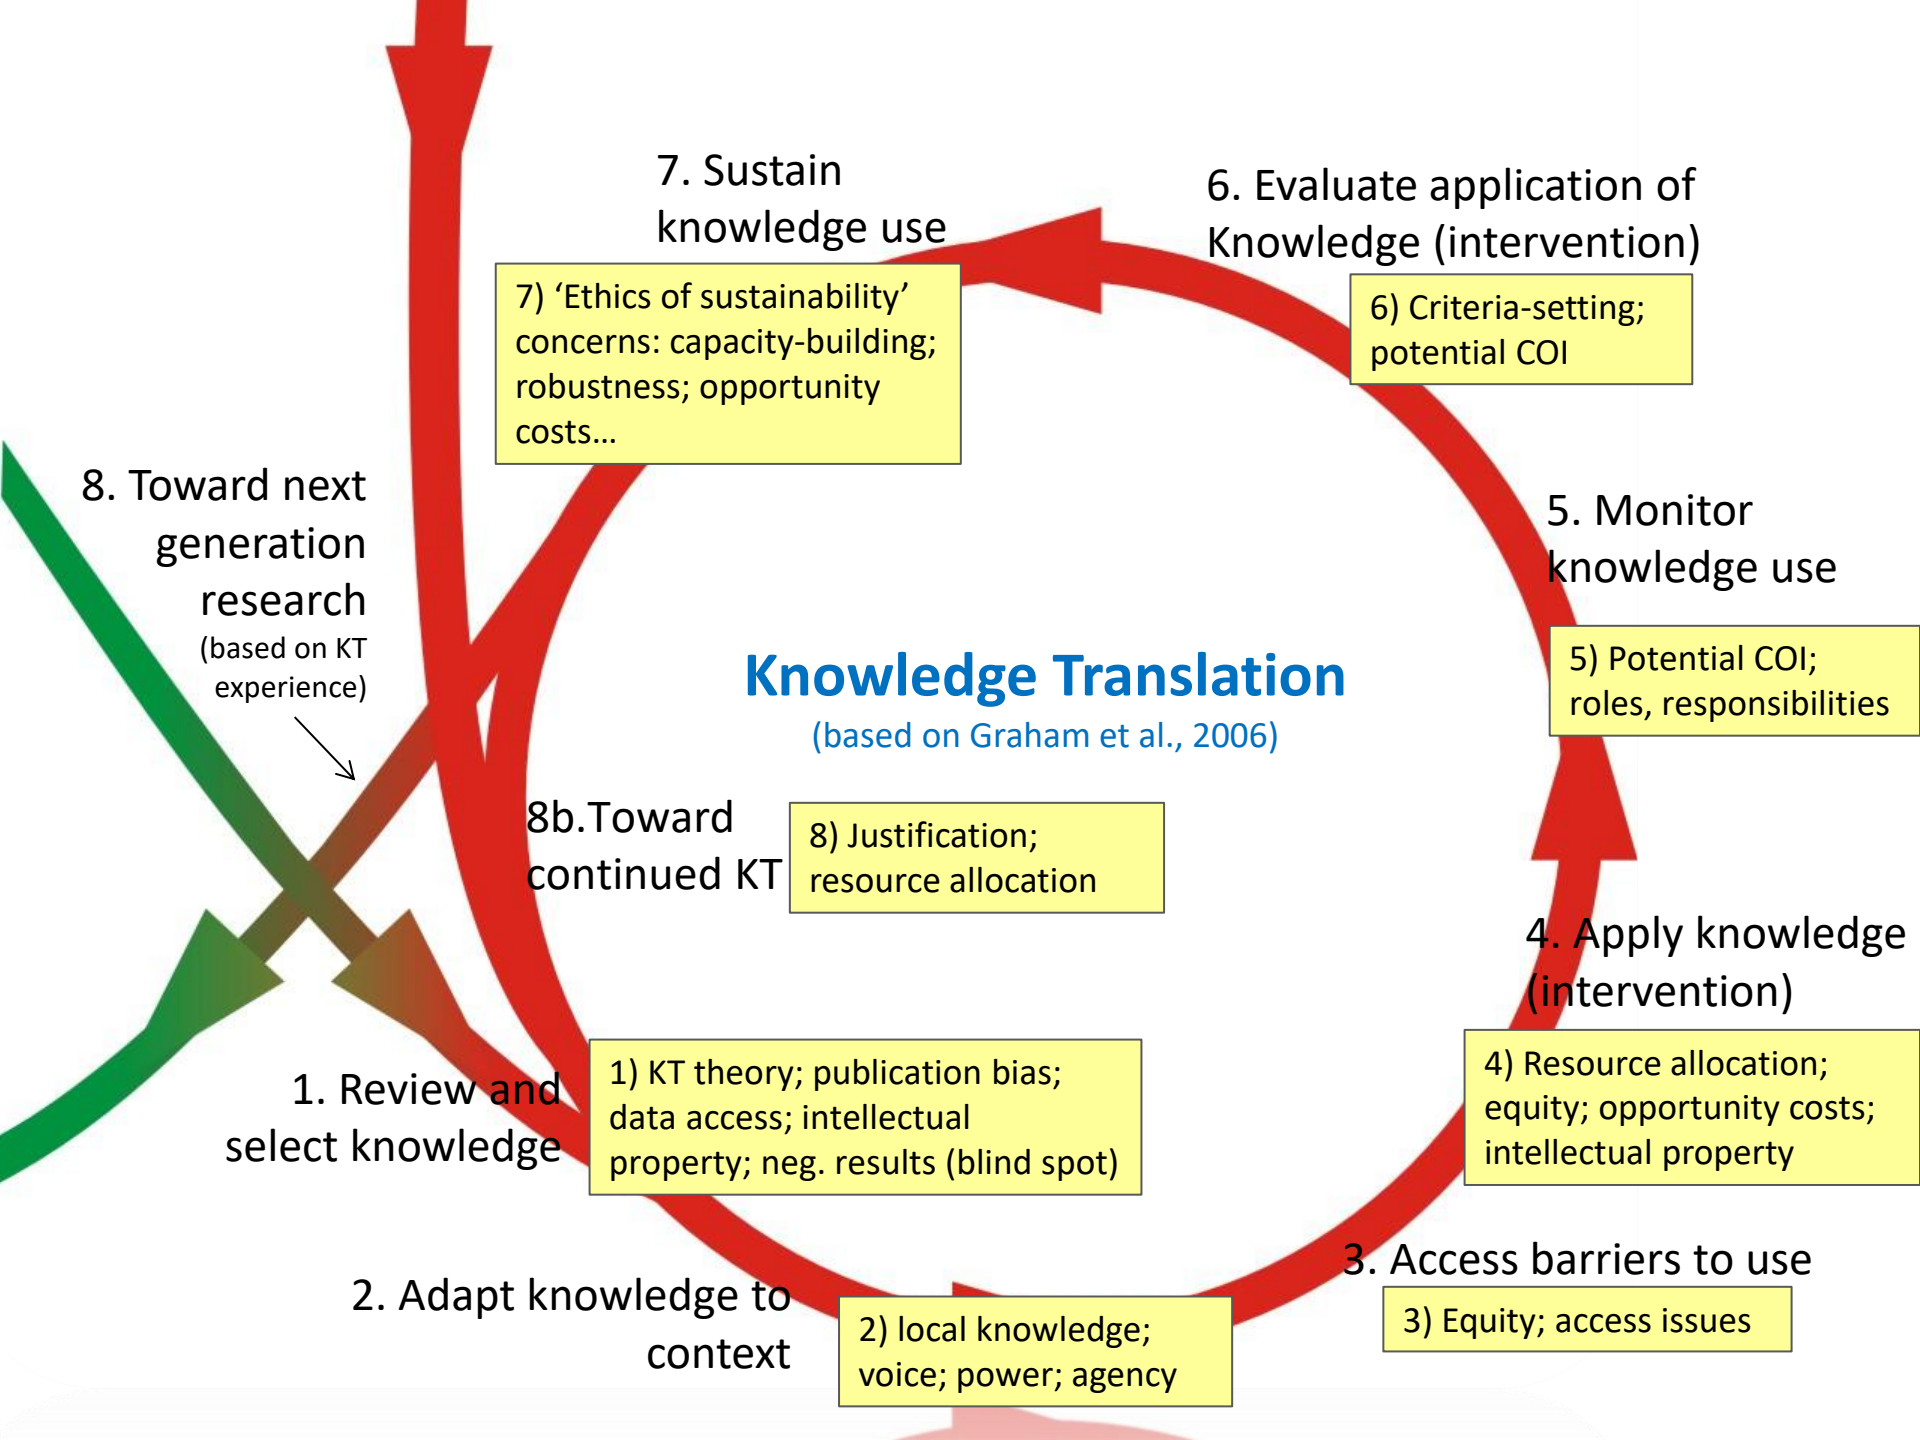 7. Sustain
knowledge use
7) ‘Ethics of sustainability’
concerns: capacity-building;
robustness; opportunity
costs…
6. Evaluate application of
Knowledge (intervention)
6) Criteria-setting;
potential COI
8. Toward next
generation
research
(based on KT
experience)
5. Monitor
knowledge use
5) Potential COI;
roles, responsibilities
Knowledge Translation
(based on Graham et al., 2006)
8b.Toward
continued KT
8) Justification;
resource allocation
4. Apply knowledge
(intervention)
4) Resource allocation;
equity; opportunity costs;
intellectual property
1. Review and
select knowledge
1) KT theory; publication bias;
data access; intellectual
property; neg. results (blind spot)
3. Access barriers to use
3) Equity; access issues
2. Adapt knowledge to
context
2) local knowledge;
voice; power; agency